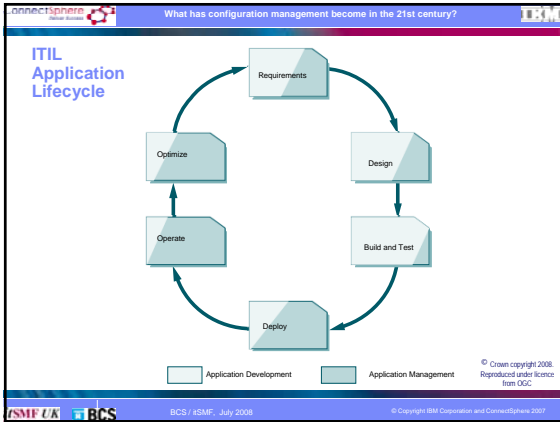 ConnectSphere
Deliver Success
What has configuration management become in the 21st century?
IBM
ITIL
Application
Lifecycle
Requirements
Optimize
Design
Operate
Build and Test
Deploy
Application Development
Application Management
© Crown copyright 2008.
Reproduced under licence
from OGC
itSMF UK
BCS
BCS / itSMF, July 2008
© Copyright IBM Corporation and ConnectSphere 2007